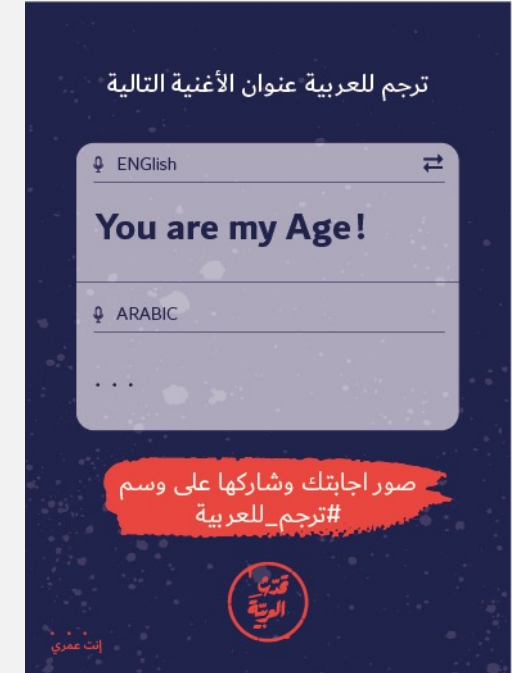 ترجم للعربية عنوان الأغنية التالية
ENGlish
You are my Age!
ARABIC
. . .
صور اجابتك وشاركها على وسم
#ترجم_للعربية
العربيّة
إنت عمري